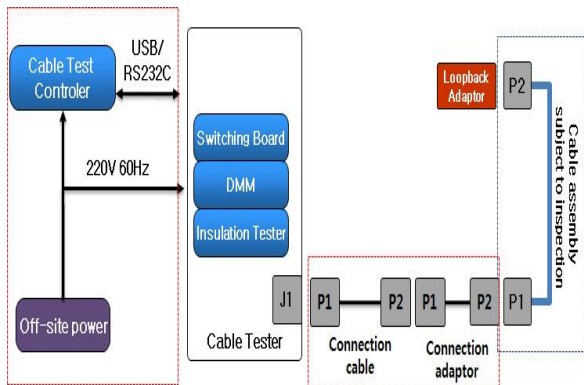 USB/
RS232C
Cable Test
Controler
Loopback
Adaptor
P2
Cable assembly
subject to inspection
Switching Board
220V 60Hz
DMM
Insulation Tester
J1
P1
P2
P1
P2
P1
Off-site power
Cable Tester
Connection
cable
Connection
adaptor